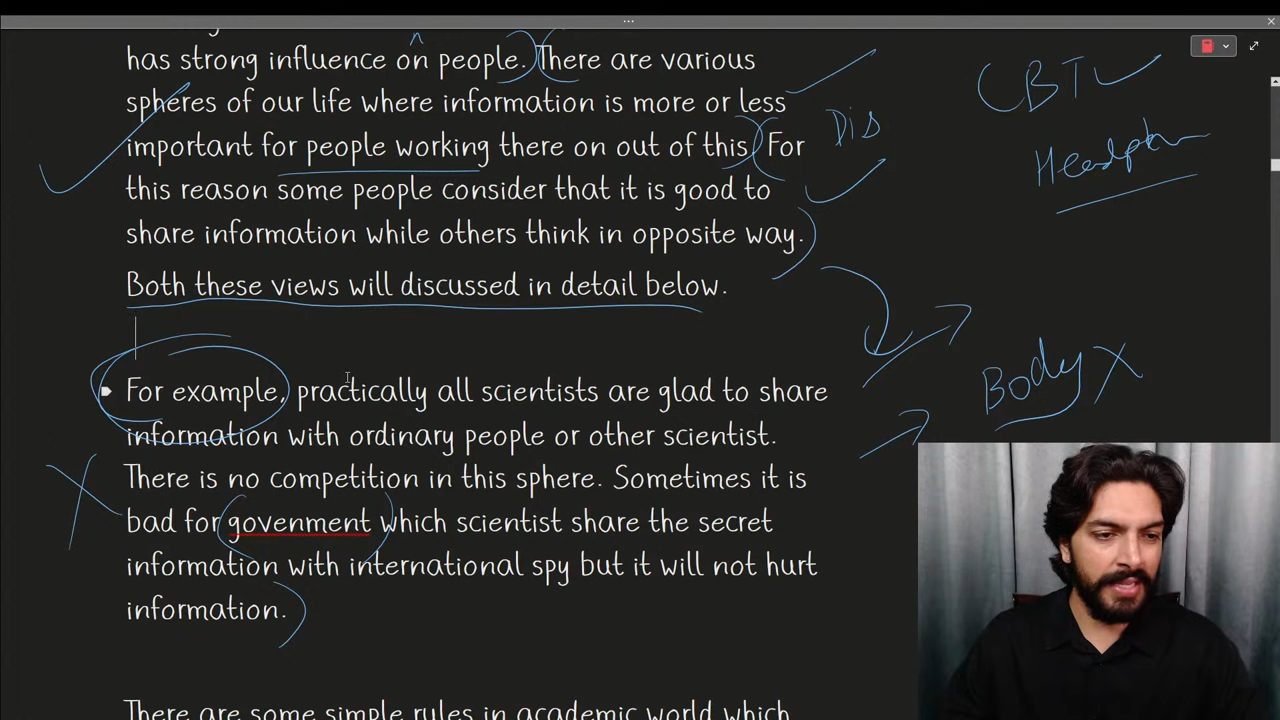 has strong influence on people. There are various
spheres of our life where information is more or less
important for people working there on out of this. For
this reason some people consider that it is good to
share information while others think in opposite way.
Both these views will discussed in detail below.
For example, practically all scientists are glad to share
information with ordinary people or other scientist.
There is no competition in this sphere. Sometimes it is
bad for govenment which scientist share the secret
information with international spy but it will not hurt
information.
There are some simple rules in academic world which
CBT
Dis
Body X